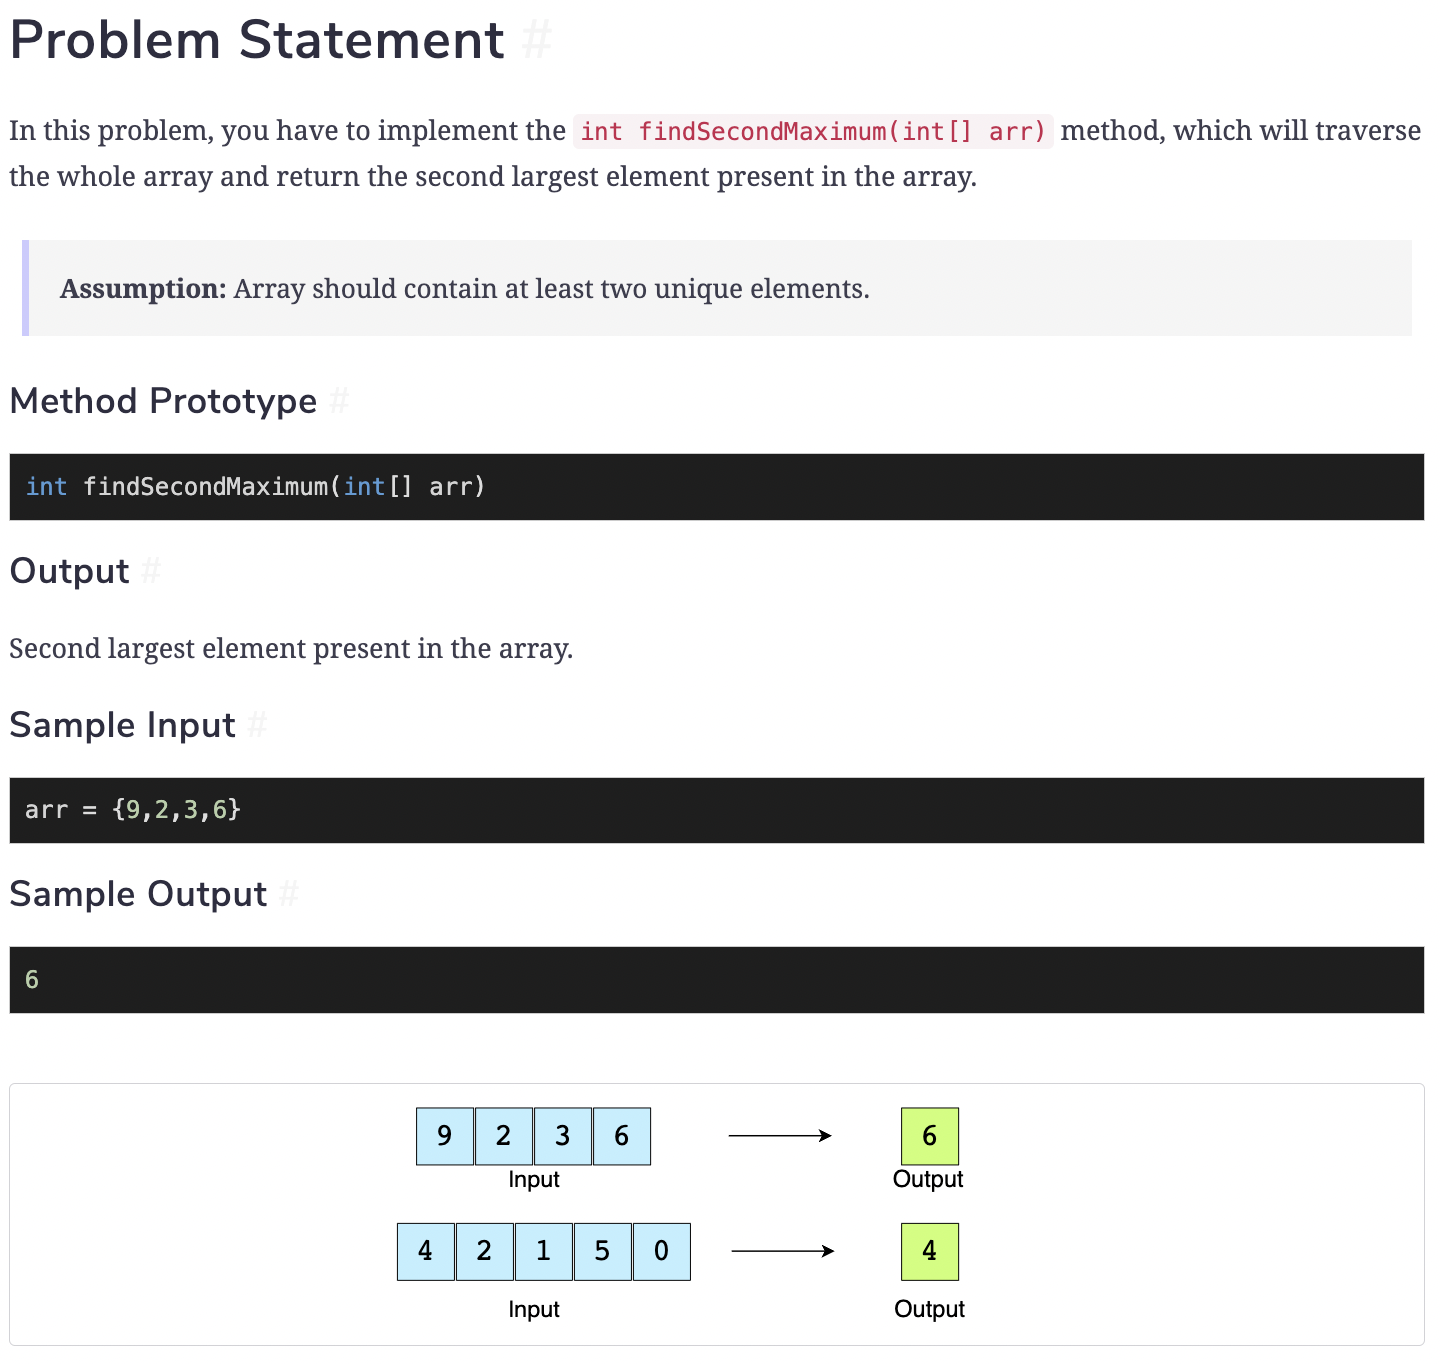 Problem Statement #
In this problem, you have to implement the int findSecondMaximum(int[] arr) method, which will traverse
the whole array and return the second largest element present in the array.
Assumption: Array should contain at least two unique elements.
Method Prototype #
int findSecondMaximum(int[] arr)
Output #
Second largest element present in the array.
Sample Input #
arr = {9,2,3,6}
Sample Output #
6
9 2 3 6 6
Input Output
4 2 1 5 0 4
Input Output